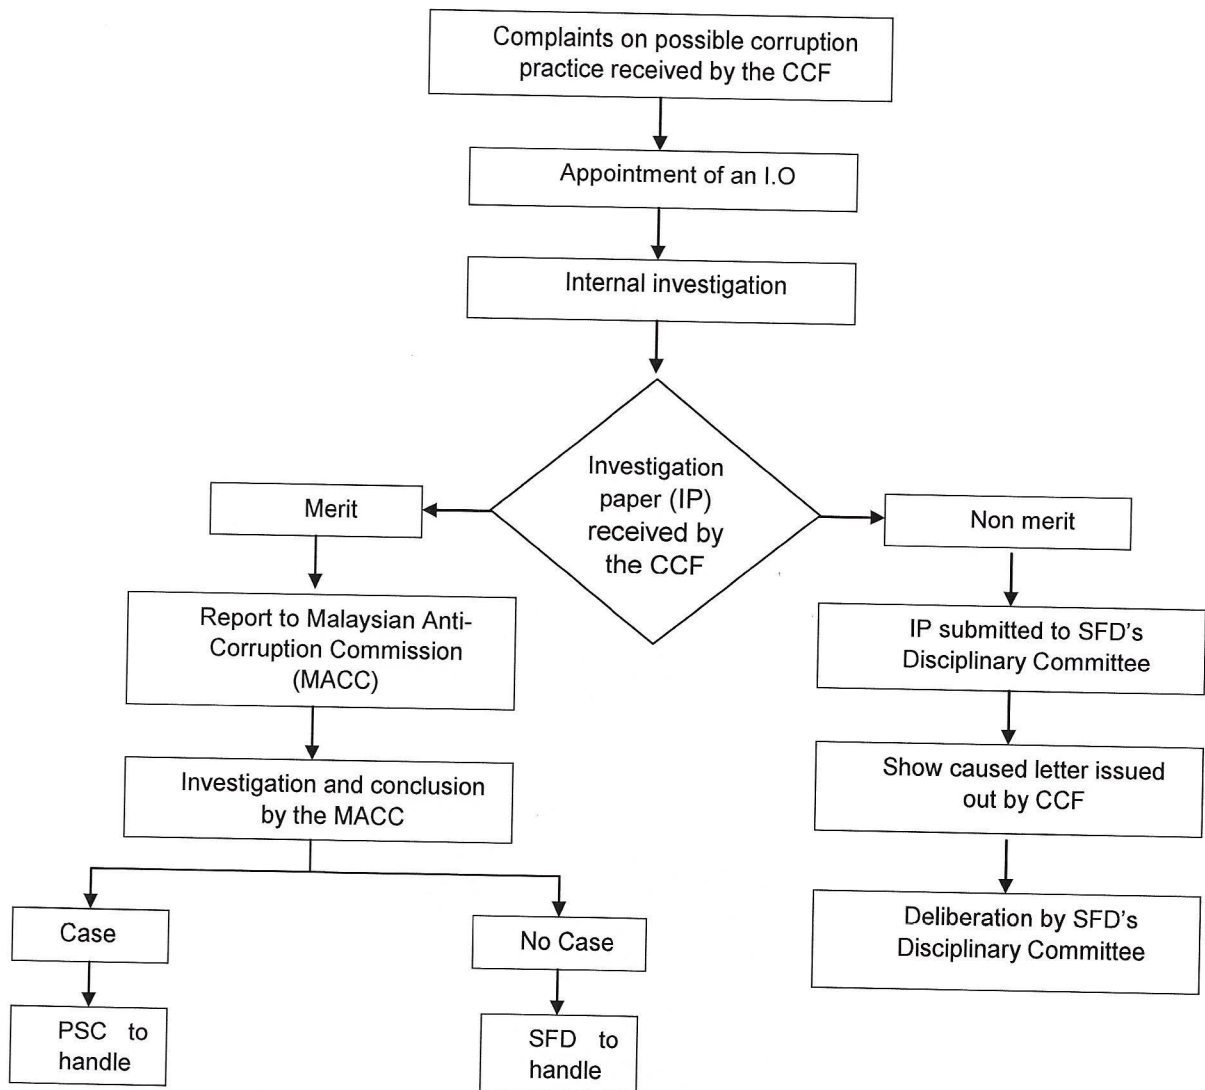 Complaints on possible corruption
practice received by the CCF
Appointment of an I.O
Internal investigation
Investigation
paper (IP)
received by
the CCF
Merit
Non merit
Report to Malaysian Anti-
Corruption Commission
(MACC)
IP submitted to SFD's
Disciplinary Committee
Investigation and conclusion
by the MACC
Show caused letter issued
out by CCF
Case
No Case
Deliberation by SFD's
Disciplinary Committee
PSC to
handle
SFD to
handle